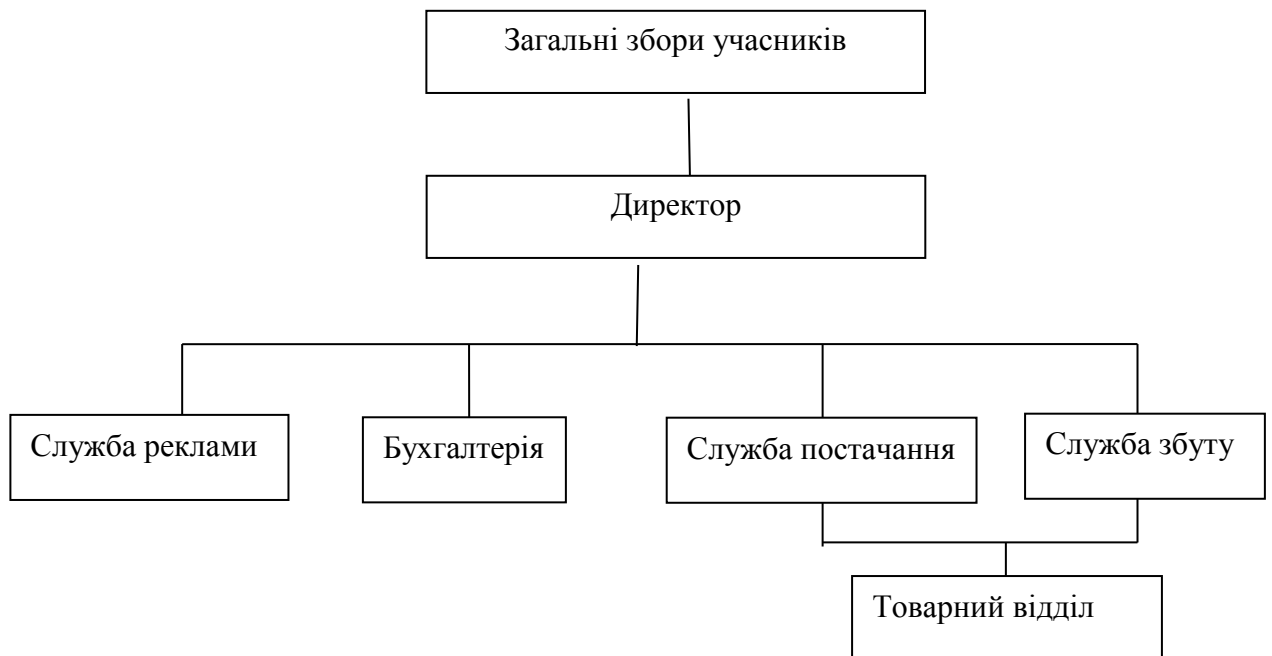 Загальні збори учасників
Директор
Служба реклами
Бухгалтерія
Служба постачання
Служба збуту
Товарний відділ